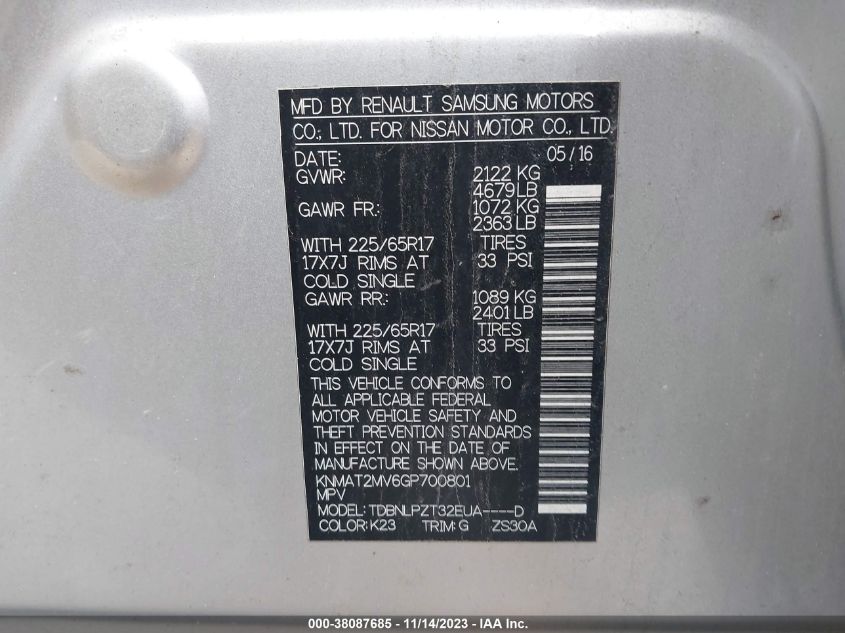 MFD BY RENAULT SAMSUNG MOTORS
CO., LTD. FOR NISSAN MOTOR CO., LTD.
DATE: 05/16
GVWR: 2122 KG
4679 LB
GAWR FR.: 1072 KG
2363 LB
WITH 225/65R17 TIRES
17X7J RIMS AT 33 PSI
COLD SINGLE
GAWR RR.: 1089 KG
2401 LB
WITH 225/65R17 TIRES
17X7J RIMS AT 33 PSI
COLD SINGLE
THIS VEHICLE CONFORMS TO
ALL APPLICABLE FEDERAL
MOTOR VEHICLE SAFETY AND
THEFT PREVENTION STANDARDS
IN EFFECT ON THE DATE OF
MANUFACTURE SHOWN ABOVE.
KNMAT2MV6GP700801
MPV
MODEL: TDBNLPZT32EUA----D
COLOR: K23 TRIM: G ZS30A
000-38087685 - 11/14/2023 - IAA Inc.